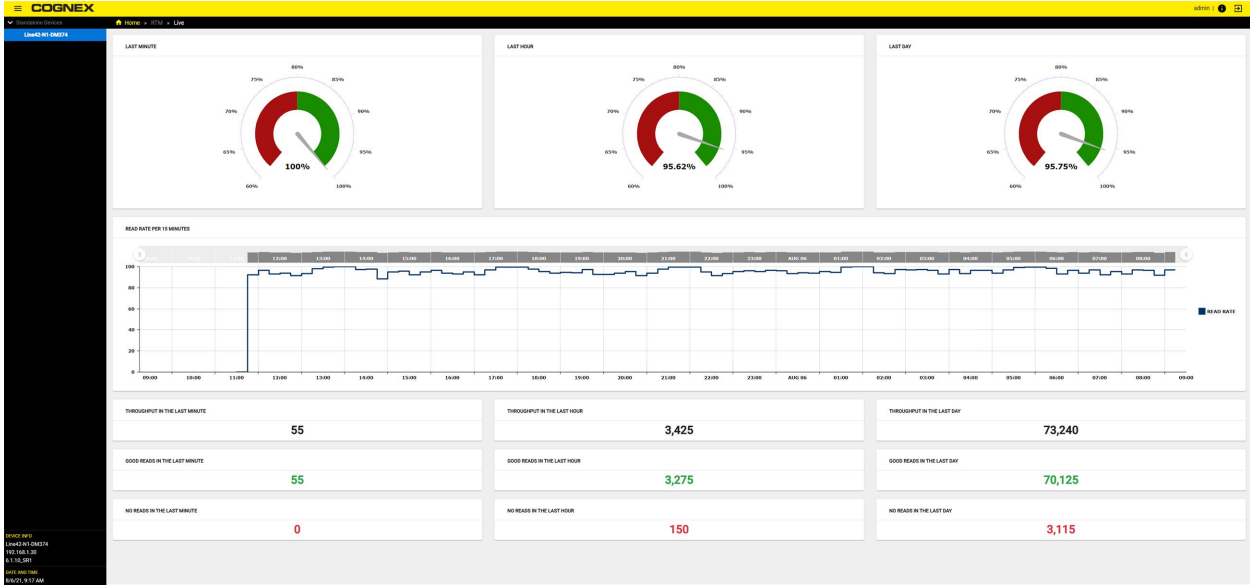 COGNEX
admin |
Standalone Devices
Home » RTM » Live
Line42-N1-DM374
LAST MINUTE
LAST HOUR
LAST DAY
80%
75%
85%
70%
90%
65%
95%
100%
60%
100%
80%
75%
85%
70%
90%
65%
95%
95.62%
60%
100%
80%
75%
85%
70%
90%
65%
95%
95.75%
60%
100%
READ RATE PER 15 MINUTES
12:00 13:00 14:00 15:00 16:00 17:00 18:00 19:00 20:00 21:00 22:00 23:00 AUG 06 01:00 02:00 03:00 04:00 05:00 06:00 07:00 08:00
100
80
60
40
20
0
READ RATE
09:00 10:00 11:00 12:00 13:00 14:00 15:00 16:00 17:00 18:00 19:00 20:00 21:00 22:00 23:00 AUG 06 01:00 02:00 03:00 04:00 05:00 06:00 07:00 08:00 09:00
THROUGHPUT IN THE LAST MINUTE
55
THROUGHPUT IN THE LAST HOUR
3,425
THROUGHPUT IN THE LAST DAY
73,240
GOOD READS IN THE LAST MINUTE
55
GOOD READS IN THE LAST HOUR
3,275
GOOD READS IN THE LAST DAY
70,125
NO READS IN THE LAST MINUTE
0
NO READS IN THE LAST HOUR
150
NO READS IN THE LAST DAY
3,115
DEVICE INFO
Line42-N1-DM374
192.168.1.30
6.1.10_SR1
DATE AND TIME
8/6/21, 9:17 AM